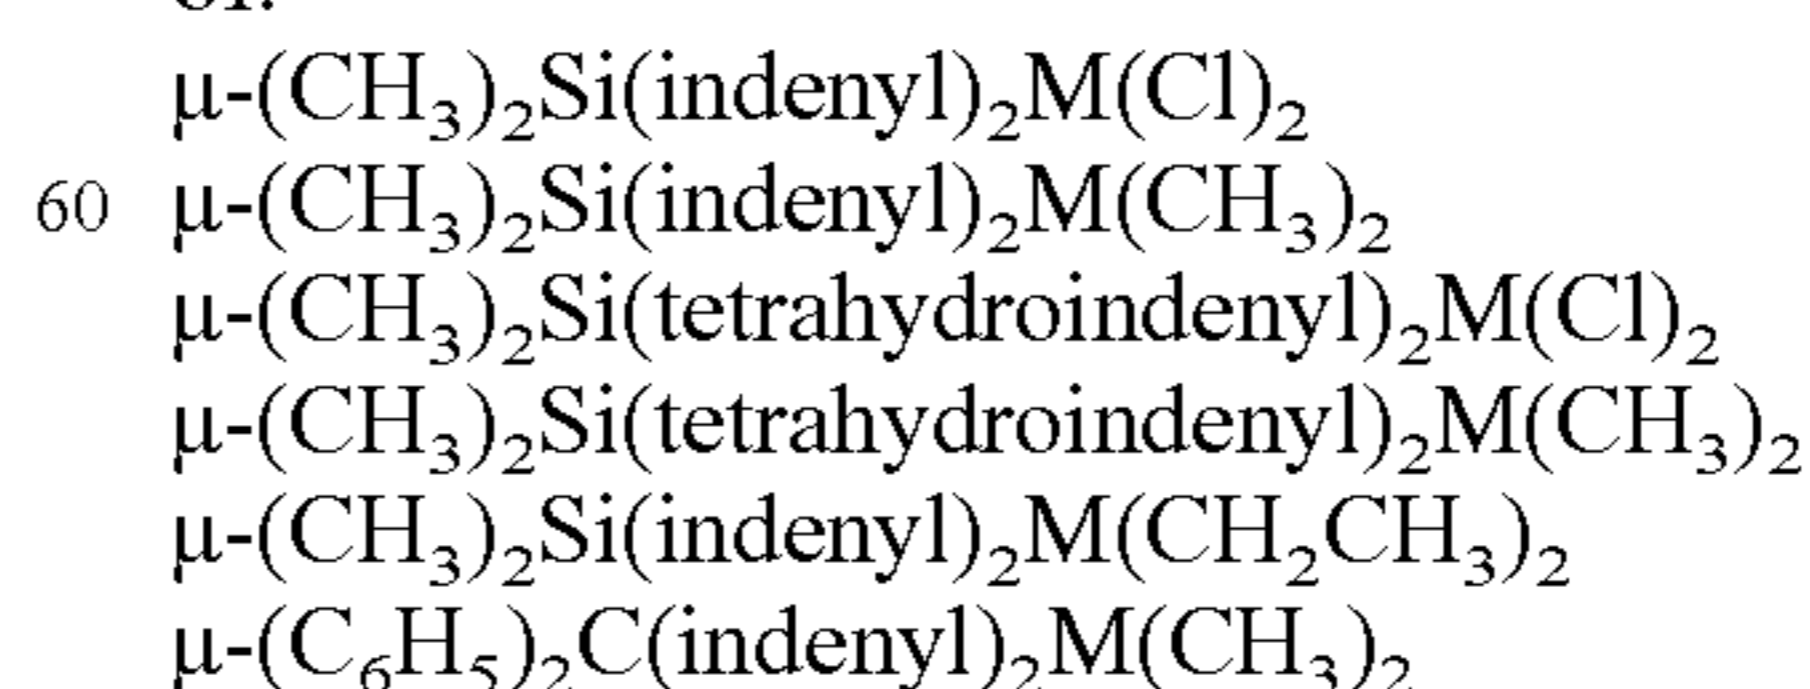 of:
μ-(CH₃)₂Si(indenyl)₂M(Cl)₂
60 μ-(CH₃)₂Si(indenyl)₂M(CH₃)₂
μ-(CH₃)₂Si(tetrahydroindenyl)₂M(Cl)₂
μ-(CH₃)₂Si(tetrahydroindenyl)₂M(CH₃)₂
μ-(CH₃)₂Si(indenyl)₂M(CH₂CH₃)₂
μ-(C₆H₅)₂C(indenyl)₂M(CH₃)₂